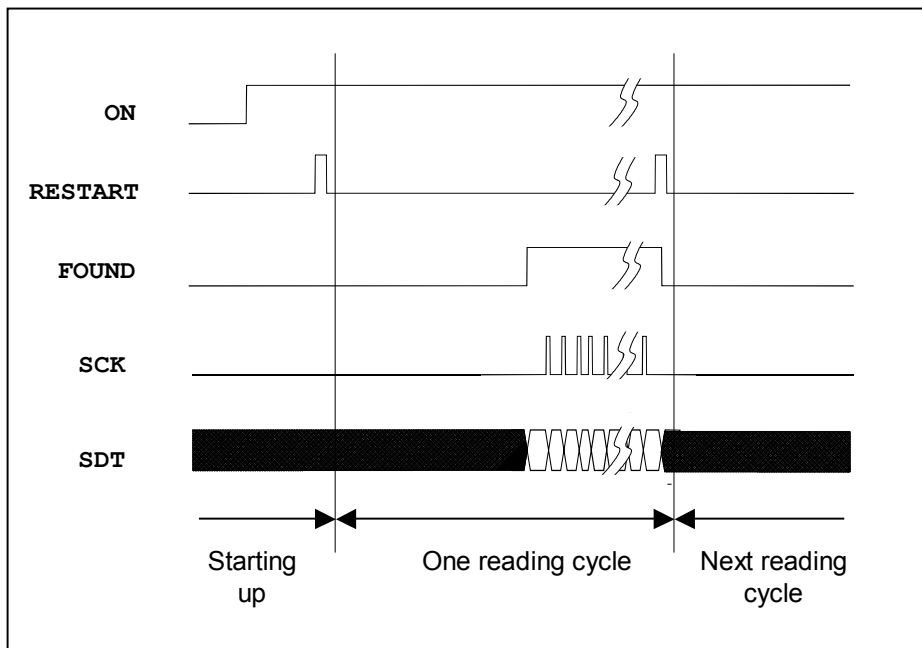 ON
RESTART
FOUND
SCK
SDT
Starting
up
One reading cycle
Next reading
cycle